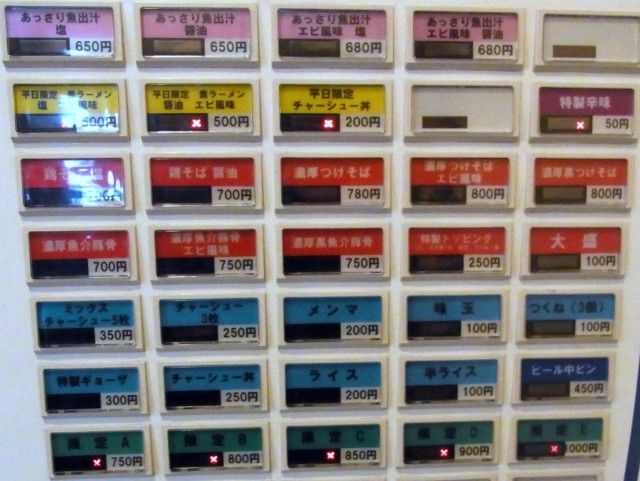 あっさり魚出汁
塩
650円
あっさり魚出汁
醤油
650円
あっさり魚出汁
エビ風味 塩
680円
あっさり魚出汁
エビ風味 醤油
680円
平日限定 素ラーメン
塩 エビ風味
500円
平日限定 素ラーメン
醤油 エビ風味
500円
平日限定
チャーシュー丼
200円
特製辛味
50円
鶏そば 塩
鶏そば 醤油
700円
濃厚つけそば
780円
濃厚つけそば
エビ風味
800円
濃厚黒つけそば
800円
濃厚魚介豚骨
700円
濃厚魚介豚骨
エビ風味
750円
濃厚黒魚介豚骨
750円
特製トッピング
250円
大盛
100円
ミックス
チャーシュー5枚
350円
チャーシュー
3枚
250円
メンマ
200円
味玉
100円
つくね(3個)
100円
特製ギョーザ
300円
チャーシュー丼
250円
ライス
200円
半ライス
100円
ビール中ビン
450円
限定 A
750円
限定 B
800円
限定 C
850円
限定 D
900円
限定 E
1000円